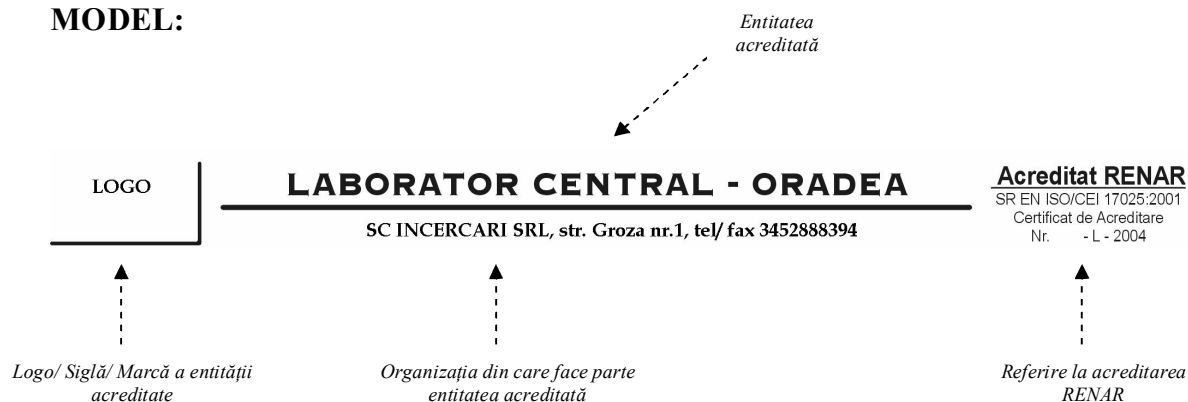 MODEL:
Entitatea
acreditată
LOGO
LABORATOR CENTRAL - ORADEA
SC INCERCARI SRL, str. Groza nr.1, tel/ fax 3452888394
Acreditat RENAR
SR EN ISO/CEI 17025:2001
Certificat de Acreditare
Nr. - L - 2004
Logo/ Siglă/ Marcă a entității
acreditate
Organizația din care face parte
entitatea acreditată
Referire la acreditarea
RENAR